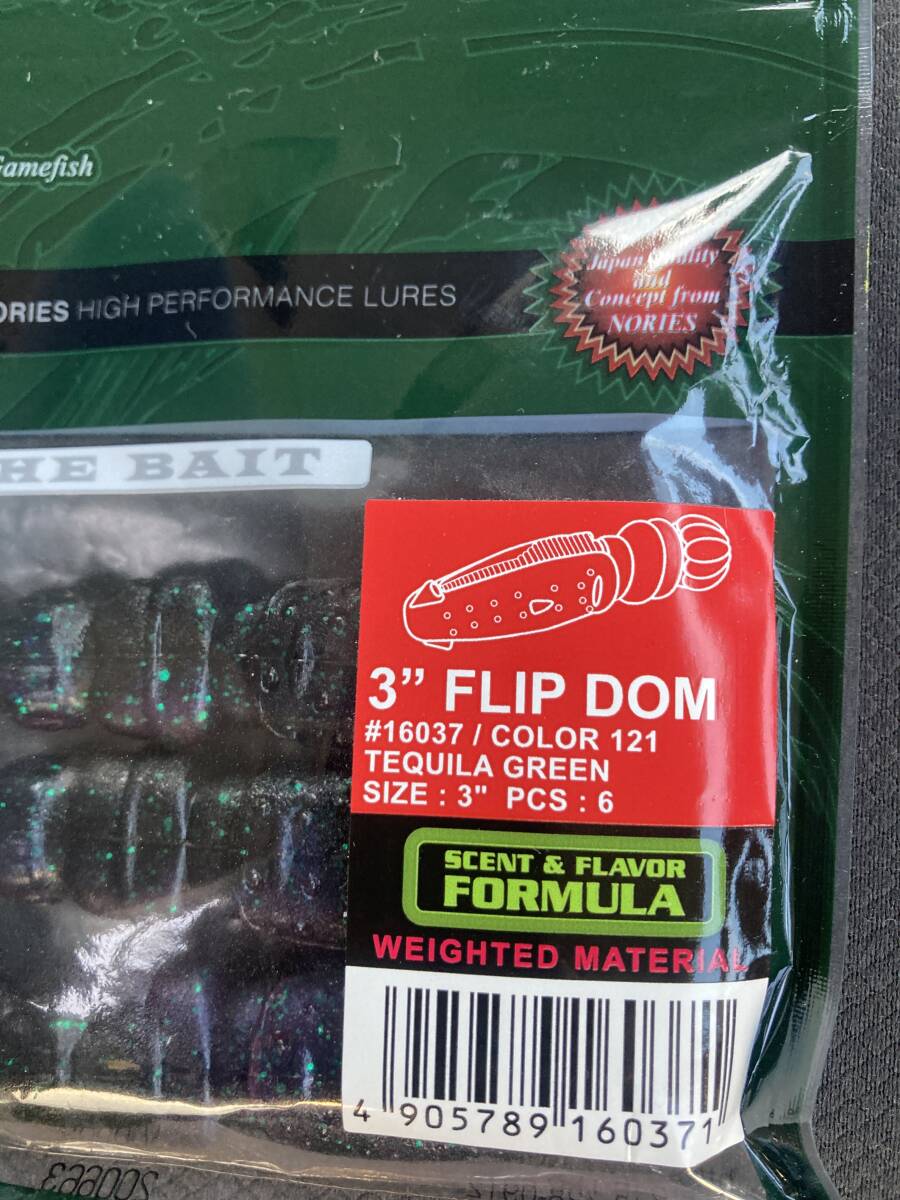 Gamefish
ORIES HIGH PERFORMANCE LURES
Japan Quality
and
Concept from
NORIES
HE BAIT
3" FLIP DOM
#16037 / COLOR 121
TEQUILA GREEN
SIZE : 3" PCS : 6
SCENT & FLAVOR
FORMULA
WEIGHTED MATERIAL
4 905789 160371